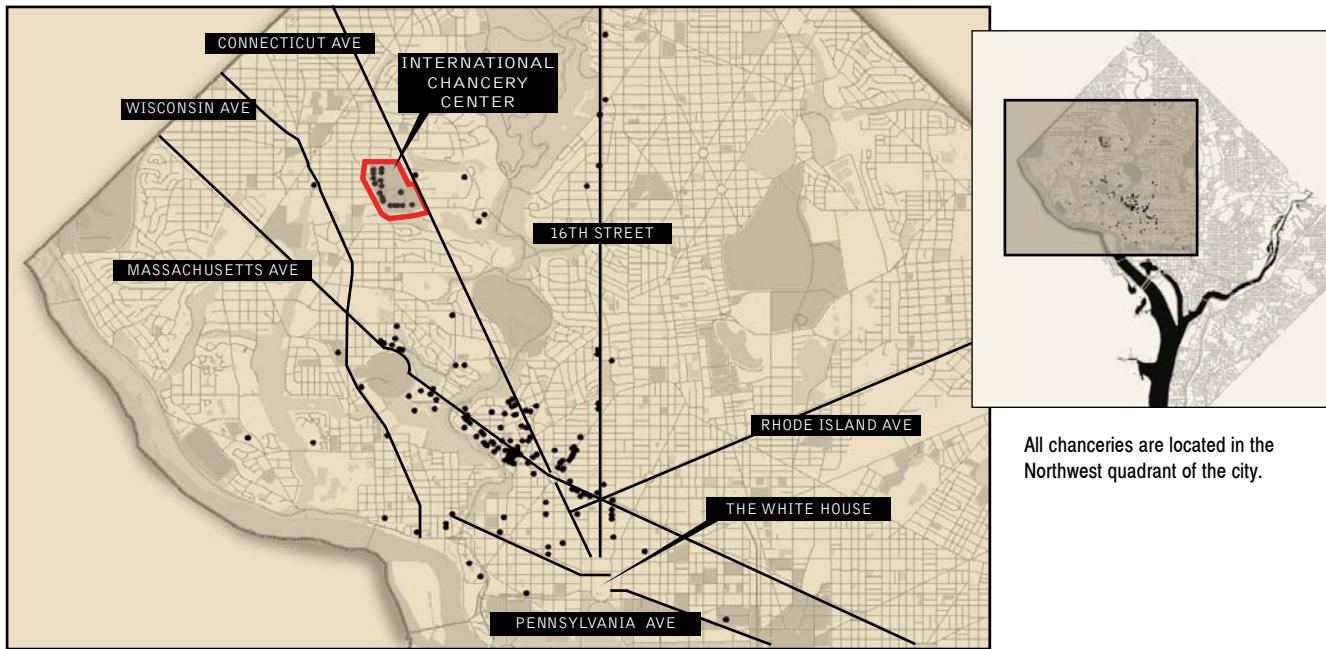 CONNECTICUT AVE
INTERNATIONAL
CHANCERY
CENTER
WISCONSIN AVE
16TH STREET
MASSACHUSETTS AVE
RHODE ISLAND AVE
THE WHITE HOUSE
PENNSYLVANIA AVE
All chanceries are located in the
Northwest quadrant of the city.